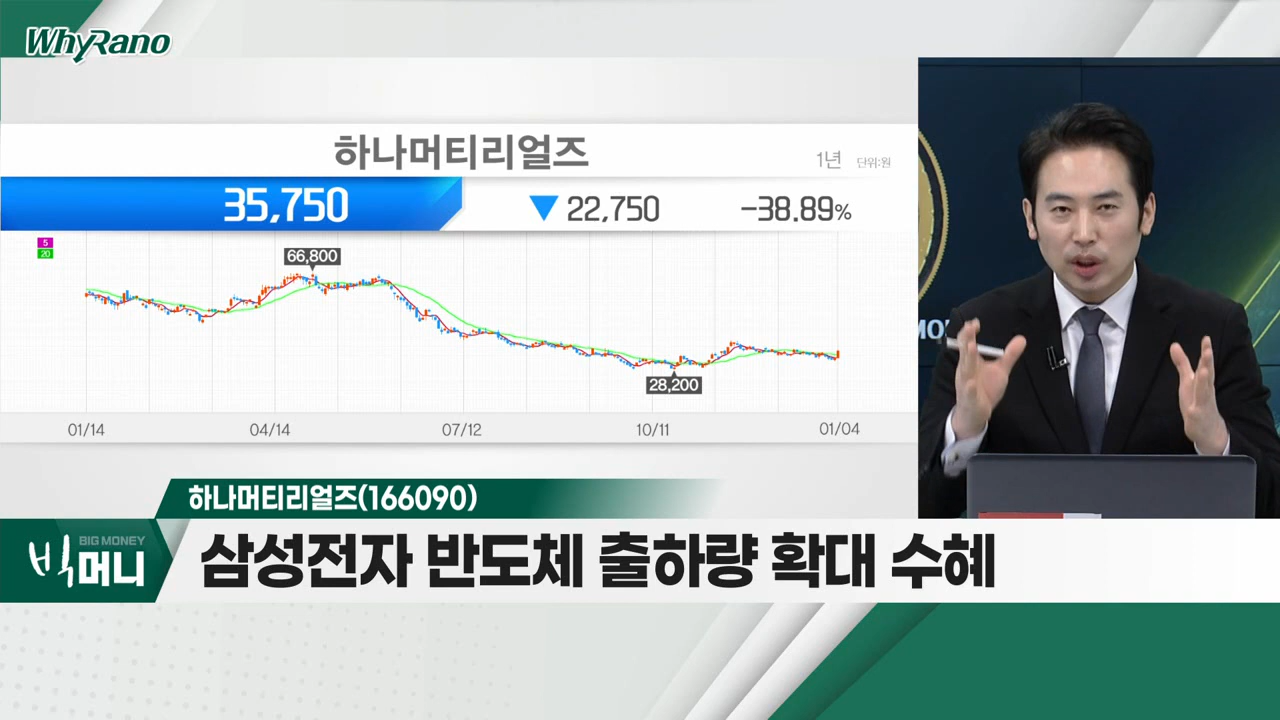 WhyRano
하나머티리얼즈
1년 단위:원
35,750 ▼ 22,750 -38.89%
5
20
66,800
28,200
01/14 04/14 07/12 10/11 01/04
하나머티리얼즈(166090)
BIG MONEY
빅머니
삼성전자 반도체 출하량 확대 수혜